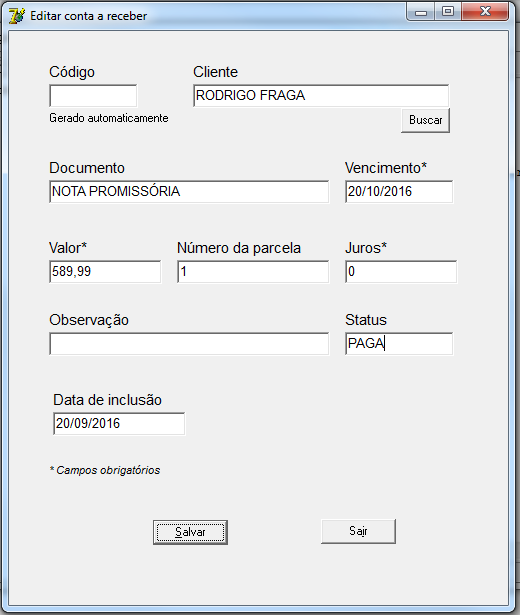 Editar conta a receber
Código
Cliente
RODRIGO FRAGA
Gerado automaticamente
Buscar
Documento
Vencimento*
NOTA PROMISSÓRIA
20/10/2016
Valor*
Número da parcela
Juros*
589,99
1
0
Observação
Status
PAGA
Data de inclusão
20/09/2016
* Campos obrigatórios
Salvar
Sair